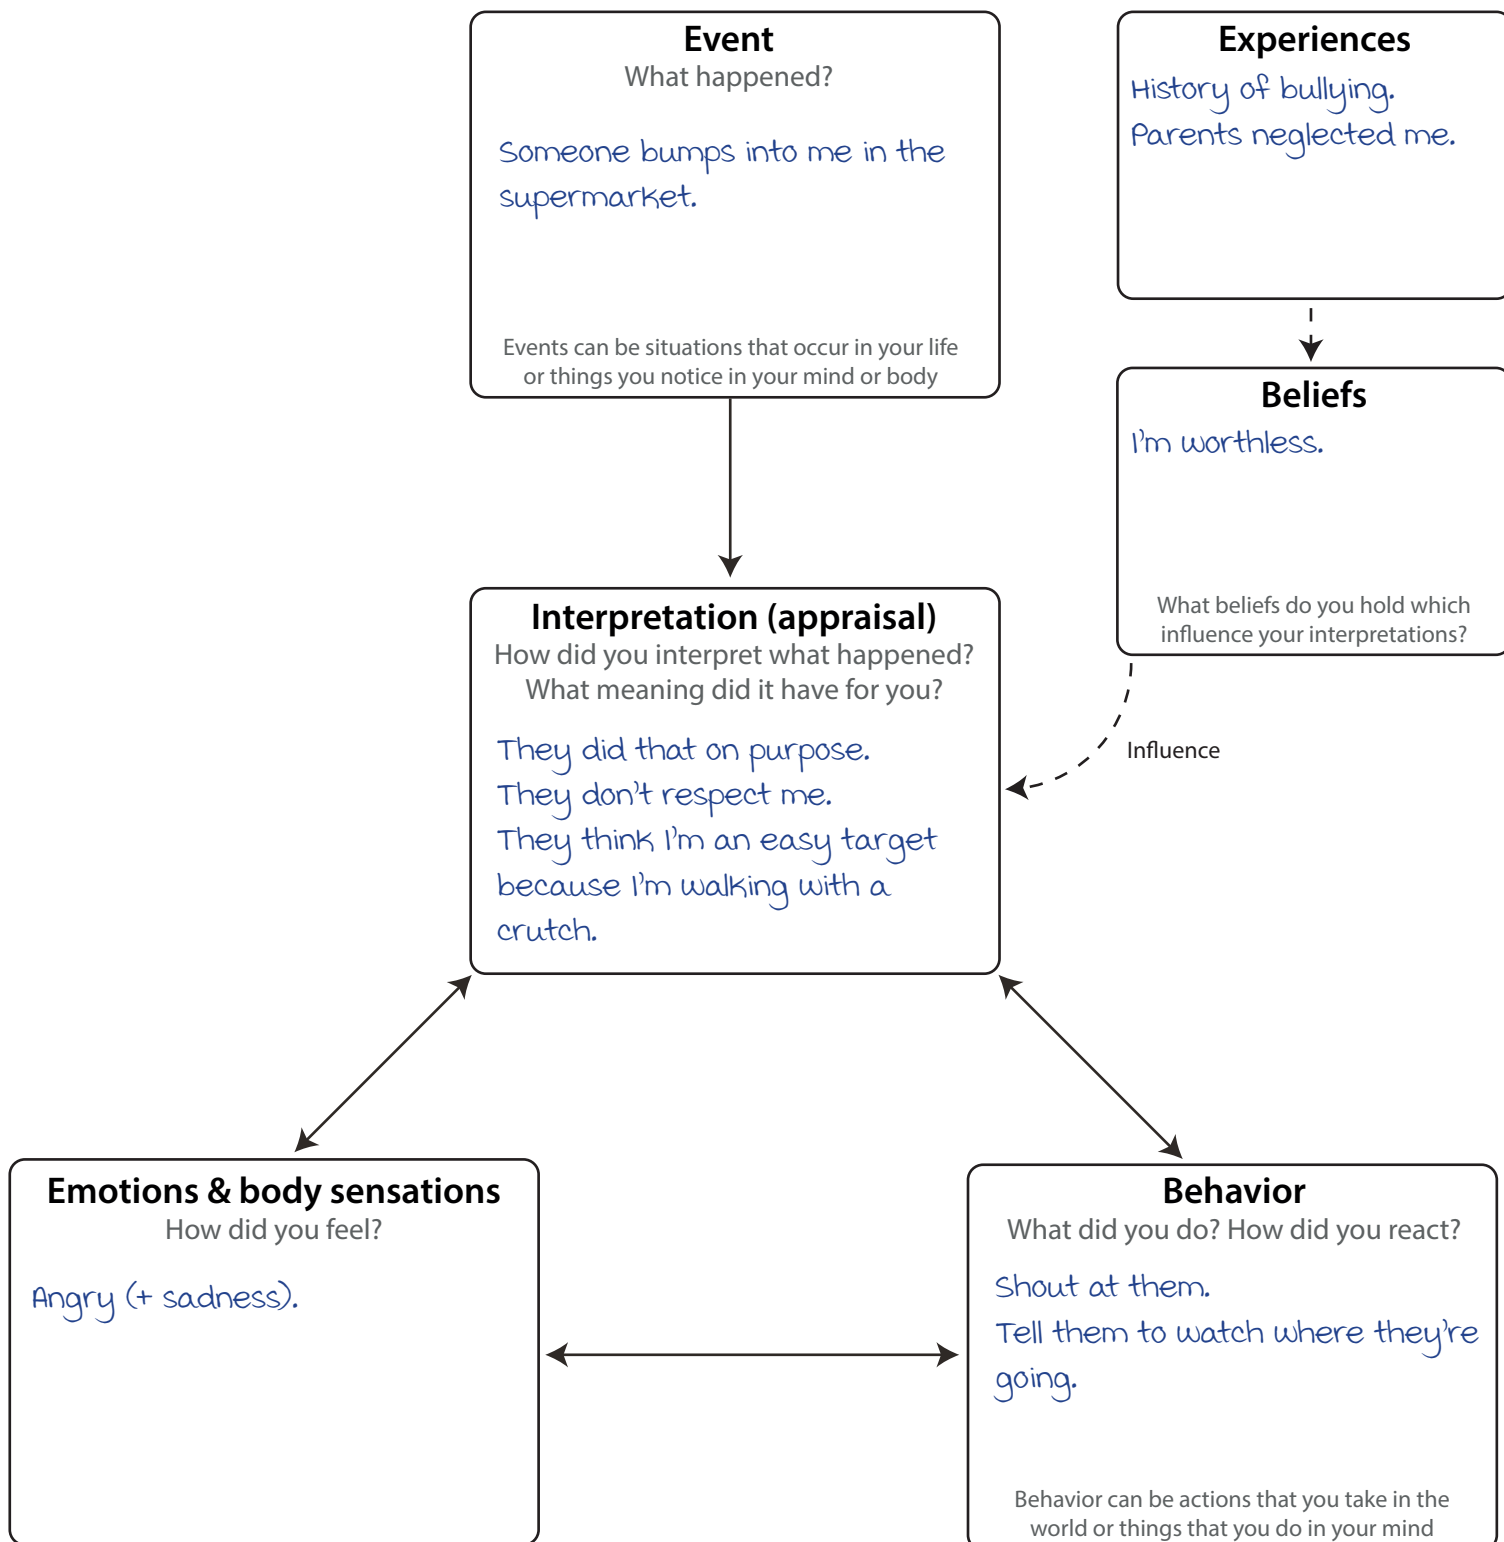 Event
What happened?
Someone bumps into me in the
supermarket.
Events can be situations that occur in your life
or things you notice in your mind or body
Experiences
History of bullying.
Parents neglected me.
Beliefs
I'm worthless.
What beliefs do you hold which
influence your interpretations?
Influence
Interpretation (appraisal)
How did you interpret what happened?
What meaning did it have for you?
They did that on purpose.
They don't respect me.
They think I'm an easy target
because I'm walking with a
crutch.
Emotions & body sensations
How did you feel?
Angry (+ sadness).
Behavior
What did you do? How did you react?
Shout at them.
Tell them to watch where they're
going.
Behavior can be actions that you take in the
world or things that you do in your mind